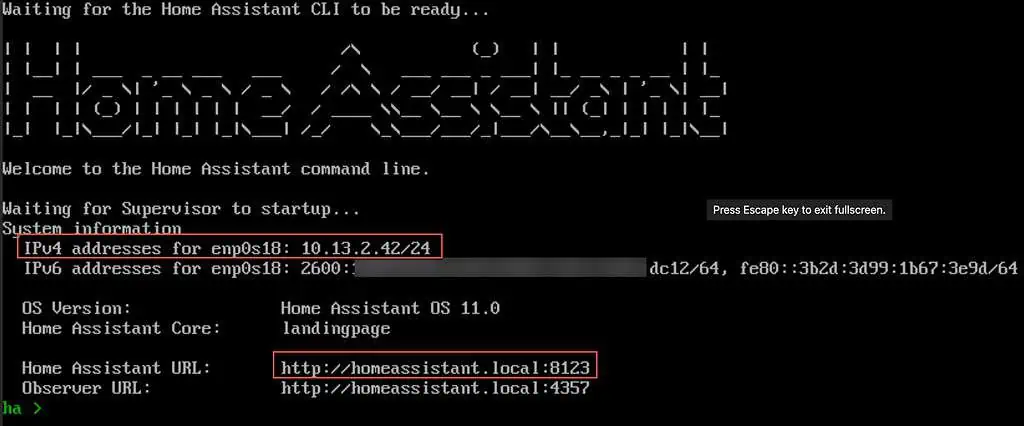 Waiting for the Home Assistant CLI to be ready...
Home Assistant
Welcome to the Home Assistant command line.
Waiting for Supervisor to startup...
Press Escape key to exit fullscreen.
System information
IPv4 addresses for enp0s18: 10.13.2.42/24
IPv6 addresses for enp0s18: 2600: dc12/64, fe80::3b2d:3d99:1b67:3e9d/64
OS Version: Home Assistant OS 11.0
Home Assistant Core: landingpage
Home Assistant URL: http://homeassistant.local:8123
Observer URL: http://homeassistant.local:4357
ha >